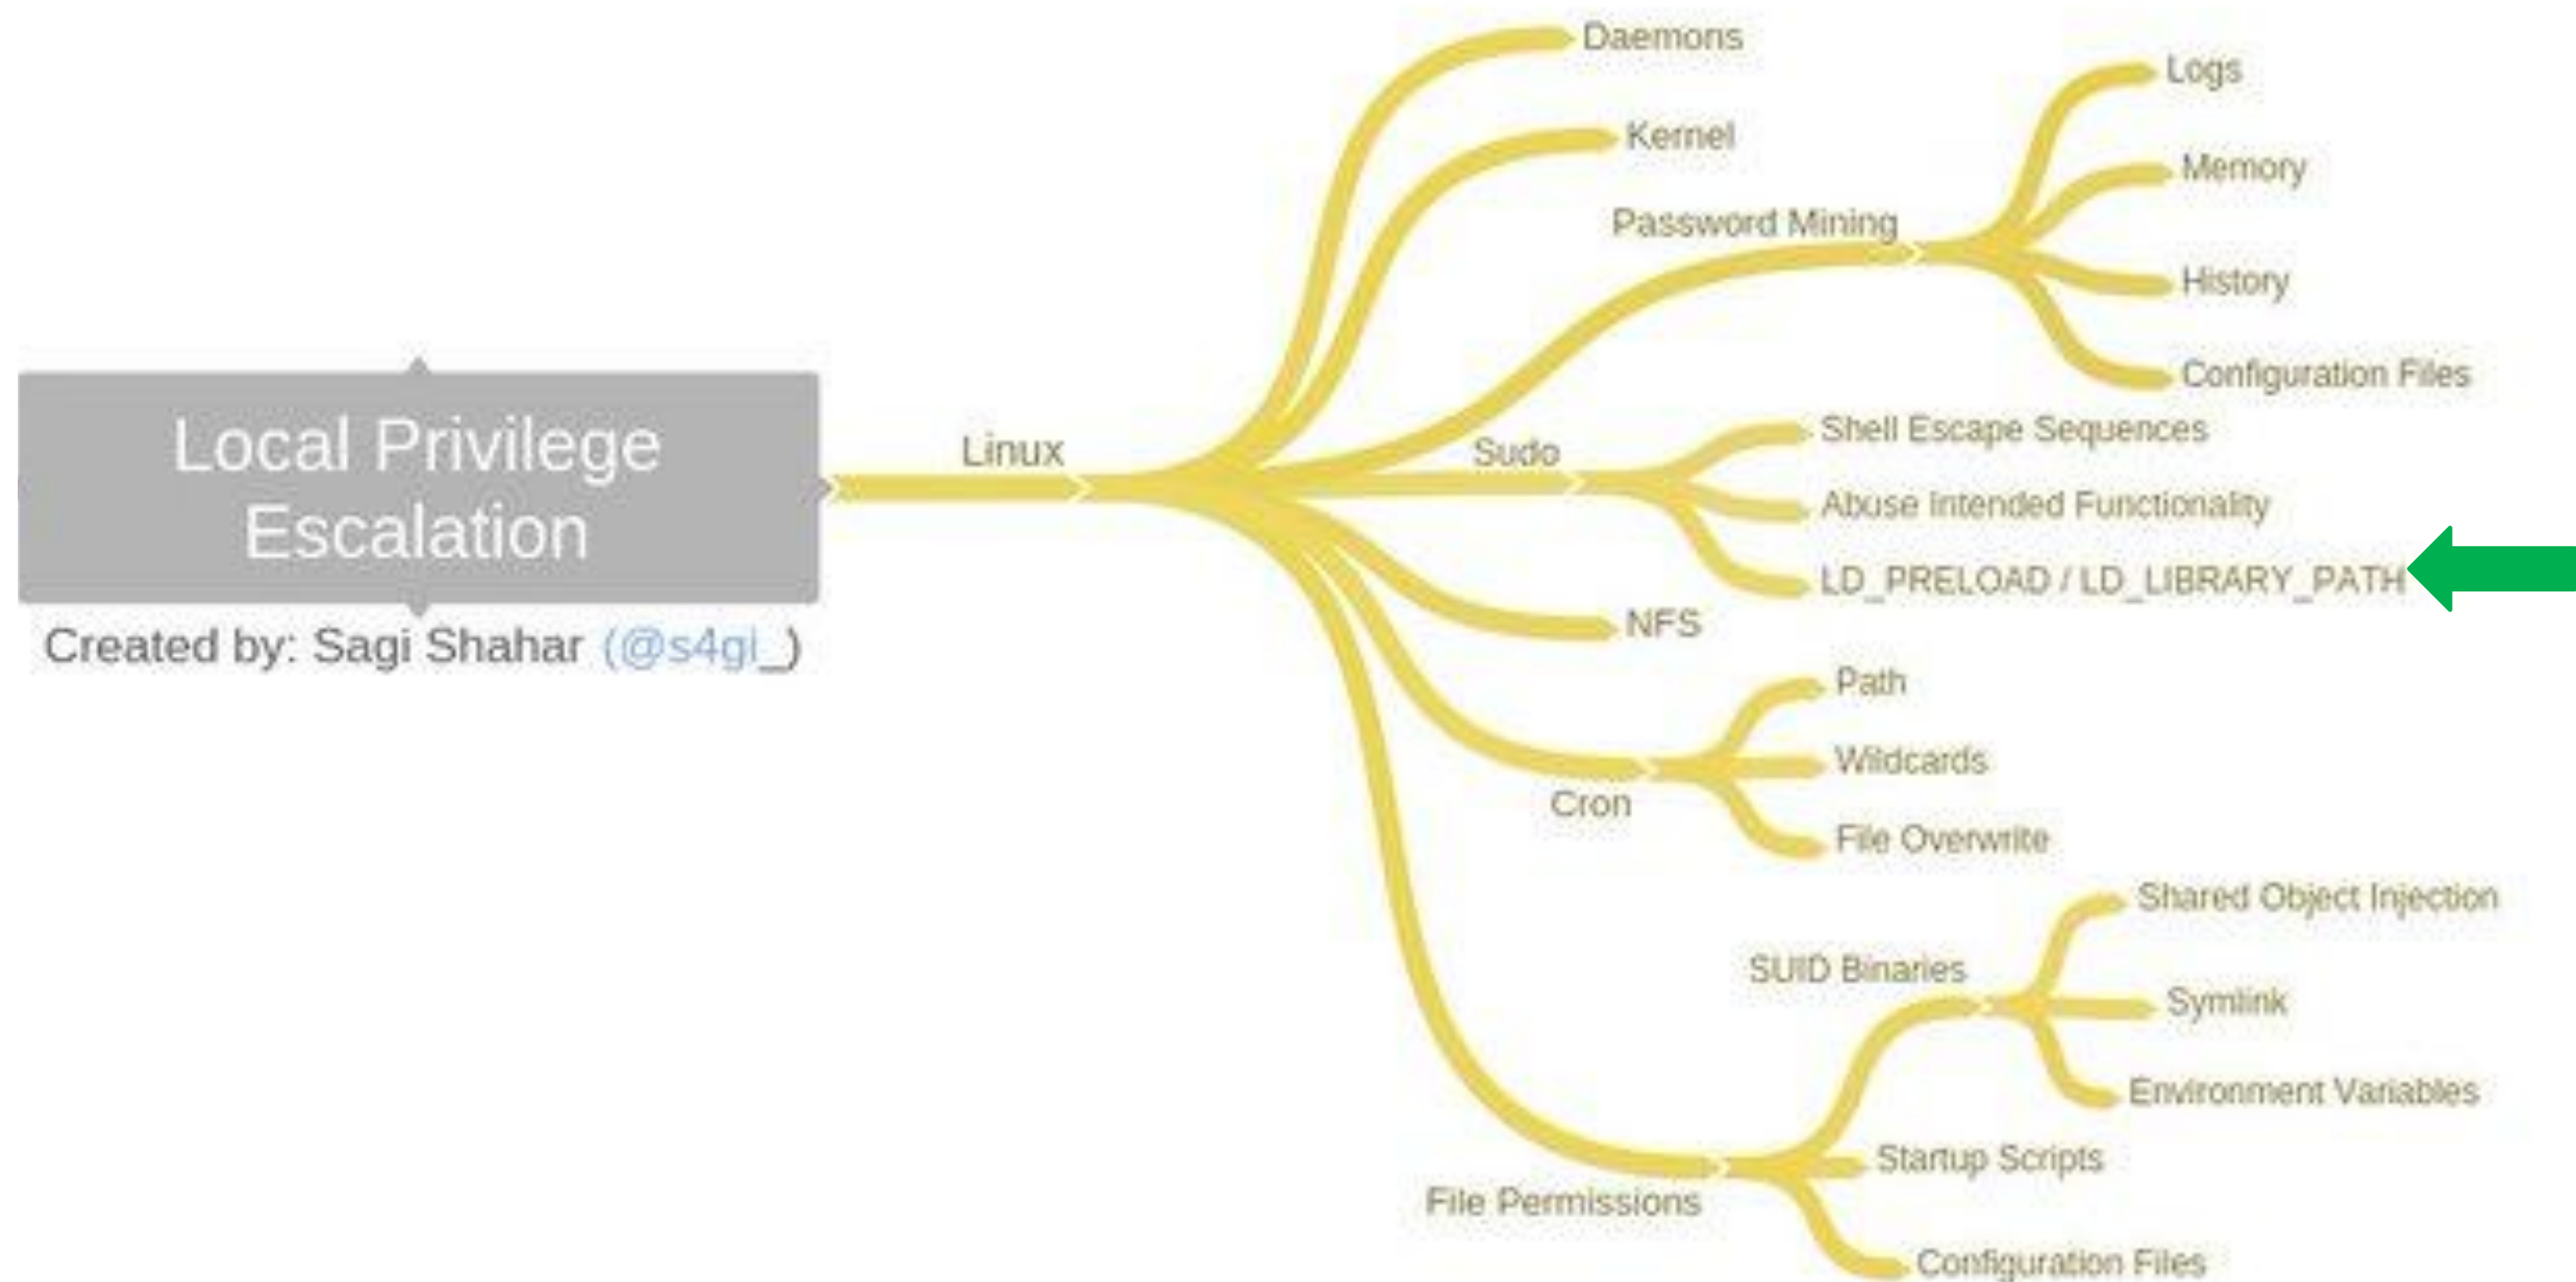 Local Privilege
Escalation
Created by: Sagi Shahar (@s4gi_)
Linux
Daemons
Kernel
Password Mining
Logs
Memory
History
Configuration Files
Sudo
Shell Escape Sequences
Abuse Intended Functionality
LD_PRELOAD / LD_LIBRARY_PATH
NFS
Cron
Path
Wildcards
File Overwrite
File Permissions
SUID Binaries
Shared Object Injection
Symlink
Environment Variables
Startup Scripts
Configuration Files